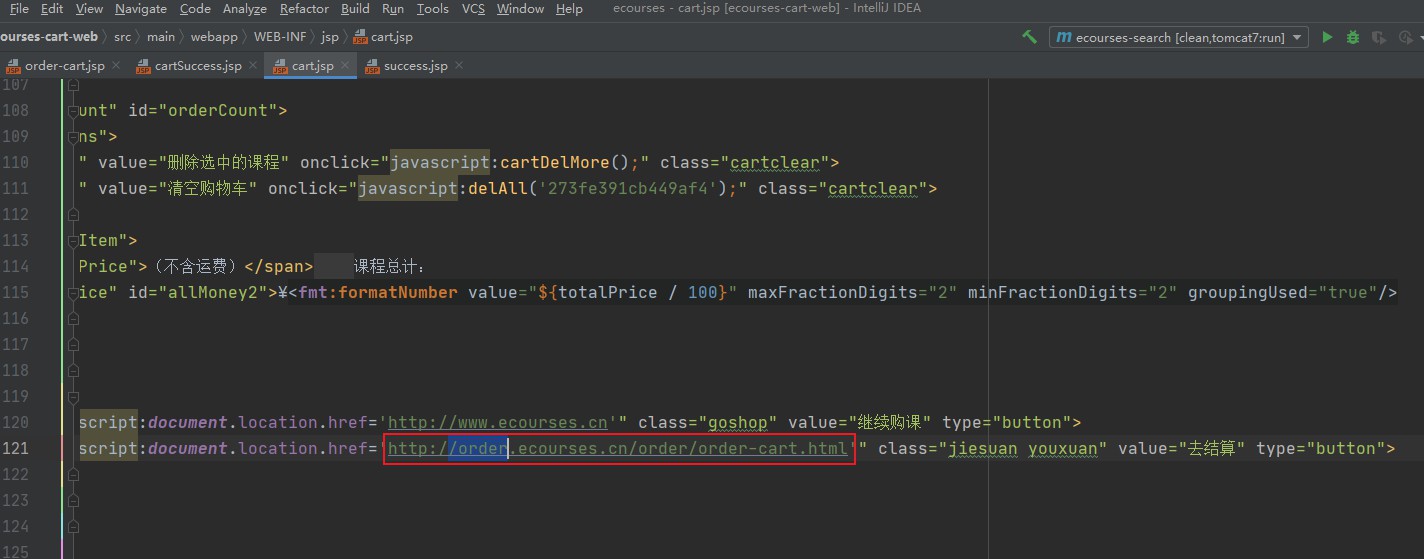 File Edit View Navigate Code Analyze Refactor Build Run Tools VCS Window Help ecourses - cart.jsp [ecourses-cart-web] - IntelliJ IDEA
ourses-cart-web src main webapp WEB-INF jsp cart.jsp ecourses-search [clean,tomcat7:run]
order-cart.jsp cartSuccess.jsp cart.jsp success.jsp
107
108 unt" id="orderCount">
109 ns">
110 " value="删除选中的课程" onclick="javascript:cartDelMore();" class="cartclear">
111 " value="清空购物车" onclick="javascript:delAll('273fe391cb449af4');" class="cartclear">
112
113 Item">
114 Price">（不含运费）</span> 课程总计：
115 ice" id="allMoney2">¥<fmt:formatNumber value="${totalPrice / 100}" maxFractionDigits="2" minFractionDigits="2" groupingUsed="true"/>
116
117
118
119
120 script:document.location.href='http://www.ecourses.cn'" class="goshop" value="继续购课" type="button">
121 script:document.location.href='http://order.ecourses.cn/order/order-cart.html'" class="jiesuan youxuan" value="去结算" type="button">
122
123
124
125